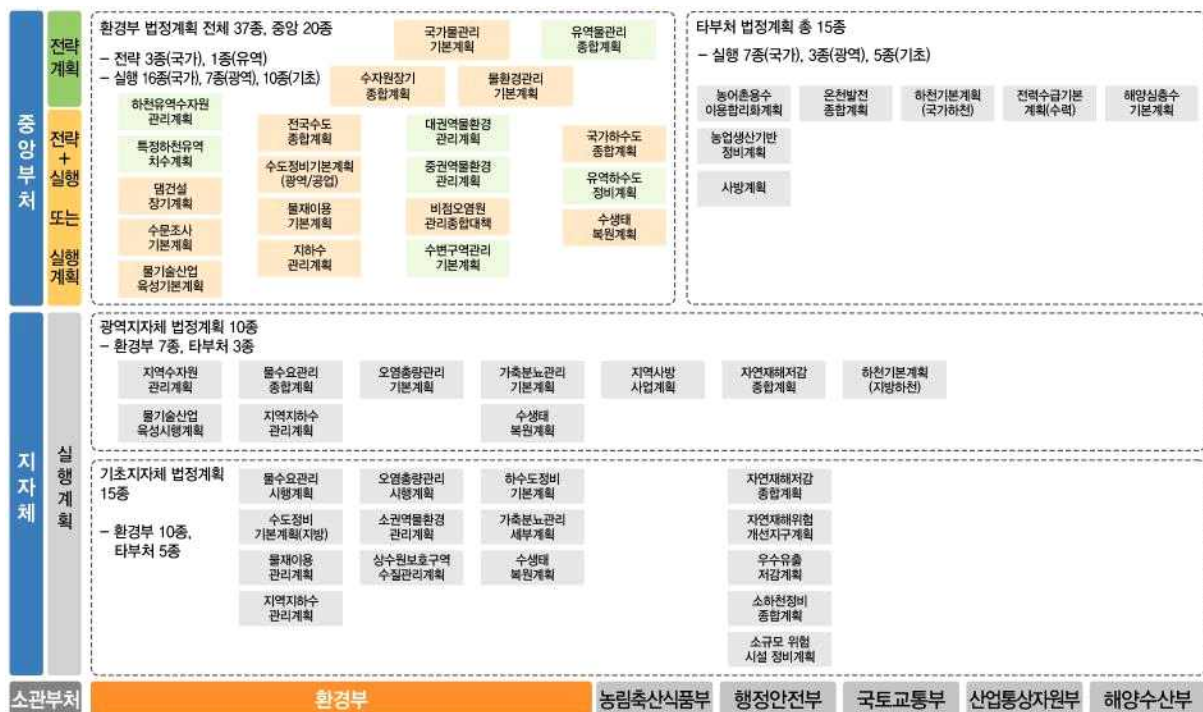 중앙부처
전략
계획
전략
+
실행
또는
실행
계획
환경부 법정계획 전체 37종, 중앙 20종
– 전략 3종(국가), 1종(유역)
– 실행 16종(국가), 7종(광역), 10종(기초)
국가물관리
기본계획
유역물관리
종합계획
수자원장기
종합계획
물환경관리
기본계획
하천유역수자원
관리계획
특정하천유역
치수계획
댐건설
장기계획
수문조사
기본계획
물기술산업
육성기본계획
전국수도
종합계획
수도정비기본계획
(광역/공업)
물재이용
기본계획
지하수
관리계획
대권역물환경
관리계획
중권역물환경
관리계획
비점오염원
관리종합대책
수변구역관리
기본계획
국가하수도
종합계획
유역하수도
정비계획
수생태
복원계획
타부처 법정계획 총 15종
– 실행 7종(국가), 3종(광역), 5종(기초)
농어촌용수
이용합리화계획
온천발전
종합계획
하천기본계획
(국가하천)
전력수급기본
계획(수력)
해양심층수
기본계획
농업생산기반
정비계획
사방계획
지자체
실행계획
광역지자체 법정계획 10종
– 환경부 7종, 타부처 3종
지역수자원
관리계획
물수요관리
종합계획
오염총량관리
기본계획
가축분뇨관리
기본계획
지역사방
사업계획
자연재해저감
종합계획
하천기본계획
(지방하천)
물기술산업
육성시행계획
지역지하수
관리계획
수생태
복원계획
기초지자체 법정계획
15종
– 환경부 10종,
타부처 5종
물수요관리
시행계획
오염총량관리
시행계획
하수도정비
기본계획
자연재해저감
종합계획
수도정비
기본계획(지방)
소권역물환경
관리계획
가축분뇨관리
세부계획
자연재해위험
개선지구계획
물재이용
관리계획
상수원보호구역
수질관리계획
수생태
복원계획
우수유출
저감계획
지역지하수
관리계획
소하천정비
종합계획
소규모 위험
시설 정비계획
소관부처
환경부
농림축산식품부
행정안전부
국토교통부
산업통상자원부
해양수산부